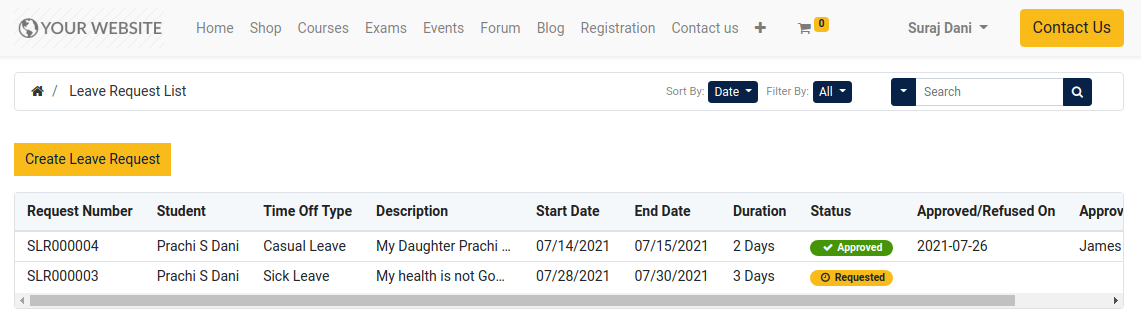 YOUR WEBSITE Home Shop Courses Exams Events Forum Blog Registration Contact us 0 Suraj Dani Contact Us
/ Leave Request List Sort By: Date Filter By: All Search
Create Leave Request
Request Number Student Time Off Type Description Start Date End Date Duration Status Approved/Refused On Approv
SLR000004 Prachi S Dani Casual Leave My Daughter Prachi ... 07/14/2021 07/15/2021 2 Days Approved 2021-07-26 James
SLR000003 Prachi S Dani Sick Leave My health is not Go... 07/28/2021 07/30/2021 3 Days Requested